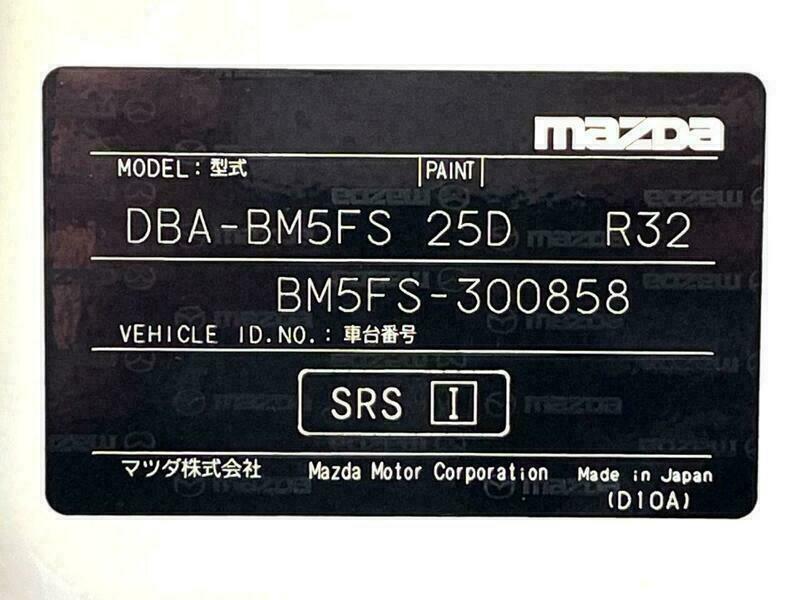 mazda
MODEL：型式 PAINT
DBA-BM5FS 25D R32
BM5FS-300858
VEHICLE ID.NO.：車台番号
SRS I
マツダ株式会社 Mazda Motor Corporation Made in Japan
(D10A)